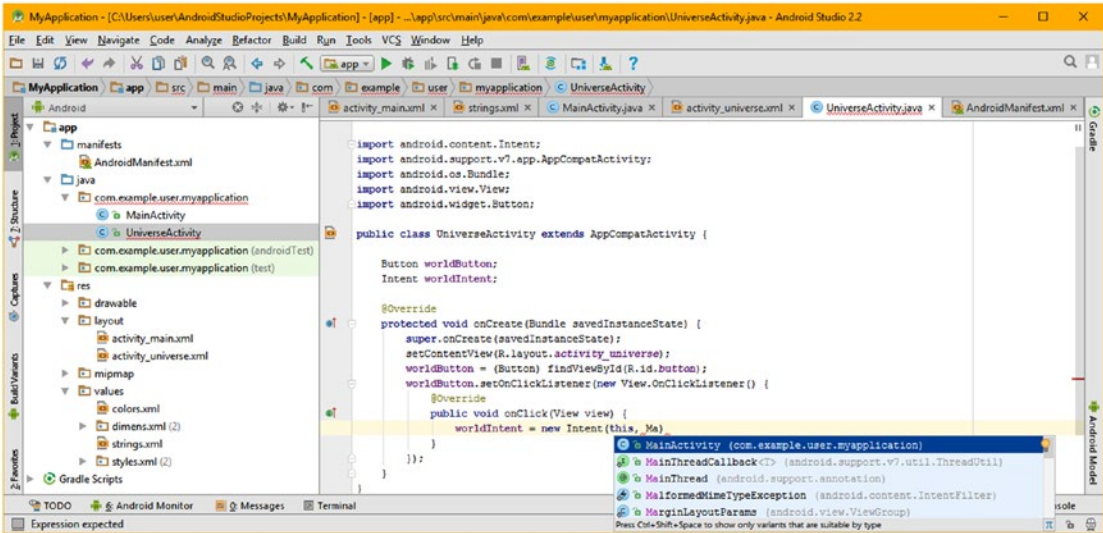 MyApplication - [C:\Users\user\AndroidStudioProjects\MyApplication] - [app] - ...\app\src\main\java\com\example\user\myapplication\UniverseActivity.java - Android Studio 2.2
File Edit View Navigate Code Analyze Refactor Build Run Tools VCS Window Help
app
MyApplication app src main java com example user myapplication UniverseActivity
Android
activity_main.xml × strings.xml × MainActivity.java × activity_universe.xml × UniverseActivity.java × AndroidManifest.xml ×
1: Project
2: Structure
Captures
Build Variants
2: Favorites
app
manifests
AndroidManifest.xml
java
com.example.user.myapplication
MainActivity
UniverseActivity
com.example.user.myapplication (androidTest)
com.example.user.myapplication (test)
res
drawable
layout
activity_main.xml
activity_universe.xml
mipmap
values
colors.xml
dimens.xml (2)
strings.xml
styles.xml (2)
Gradle Scripts
import android.content.Intent;
import android.support.v7.app.AppCompatActivity;
import android.os.Bundle;
import android.view.View;
import android.widget.Button;
public class UniverseActivity extends AppCompatActivity {
Button worldButton;
Intent worldIntent;
@Override
protected void onCreate(Bundle savedInstanceState) {
super.onCreate(savedInstanceState);
setContentView(R.layout.activity_universe);
worldButton = (Button) findViewById(R.id.button);
worldButton.setOnClickListener(new View.OnClickListener() {
@Override
public void onClick(View view) {
worldIntent = new Intent(this, Ma)
}
});
}
}
MainActivity (com.example.user.myapplication)
MainThreadCallback<T> (android.support.v7.util.ThreadUtil)
MainThread (android.support.annotation)
MalformedMimeTypeException (android.content.IntentFilter)
MarginLayoutParams (android.view.ViewGroup)
Press Ctrl+Shift+Space to show only variants that are suitable by type
Gradle
Android Model
TODO 6: Android Monitor 0: Messages Terminal
Expression expected